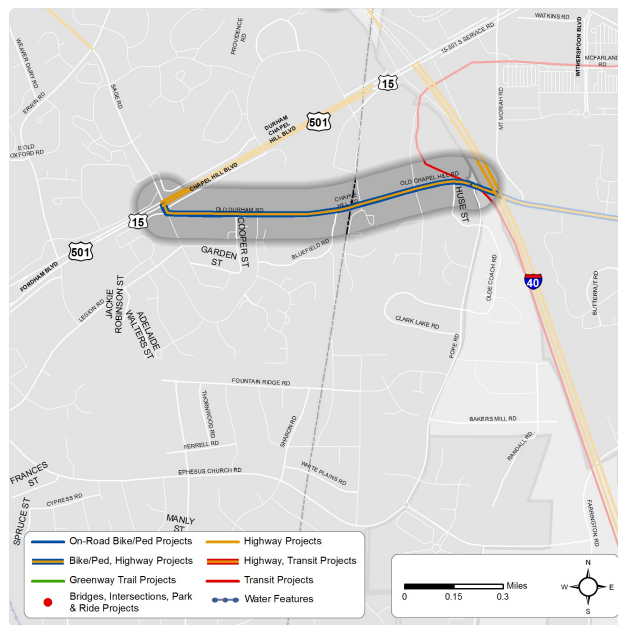 WATKINS RD
WITHERSPOON BLVD
15-501 S SERVICE RD
PROVIDENCE
RD
WEAVER DAIRY RD
MCFARLAND
RD
SAGE RD
15
MT MORIAH RD
ERWIN RD
501
DURHAM
CHAPEL
HILL BLVD
E OLD
OXFORD RD
CHAPEL HILL BLVD
OLD CHAPEL HILL RD
CHAPEL
HILL RD
HUSE ST
OLD DURHAM RD
15
COOPER ST
501
GARDEN
ST
BLUEFIELD RD
FORDHAM BLVD
OLDE COACH RD
40
BUTTERNUT RD
JACKIE
ROBINSON ST
LEGION RD
ADELAIDE
WALTERS ST
CLARK LAKE RD
POPE RD
FOUNTAIN RIDGE RD
THORNWOOD
RD
SHARON RD
BAKERS MILL RD
FERRELL RD
RANDALL RD
FRANCES
ST
EPHESUS CHURCH RD
WHITE PLAINS RD
CYPRESS RD
SPRUCE ST
MANLY
ST
FARRINGTON RD
On-Road Bike/Ped Projects
Highway Projects
Bike/Ped, Highway Projects
Highway, Transit Projects
Greenway Trail Projects
Transit Projects
Bridges, Intersections, Park
& Ride Projects
Water Features
Miles
0 0.15 0.3
N
W E
S